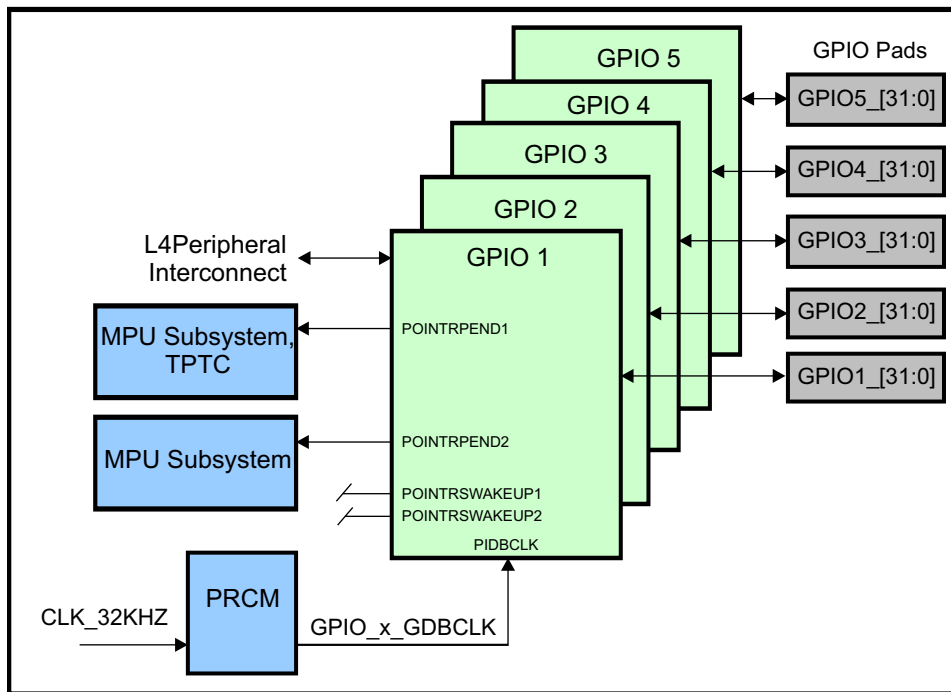 GPIO Pads
GPIO 5
GPIO5_[31:0]
GPIO 4
GPIO4_[31:0]
GPIO 3
GPIO3_[31:0]
GPIO 2
GPIO2_[31:0]
GPIO 1
GPIO1_[31:0]
L4Peripheral
Interconnect
MPU Subsystem,
TPTC
POINTRPEND1
MPU Subsystem
POINTRPEND2
POINTRSWAKEUP1
POINTRSWAKEUP2
PIDBCLK
PRCM
CLK_32KHZ
GPIO_x_GDBCLK